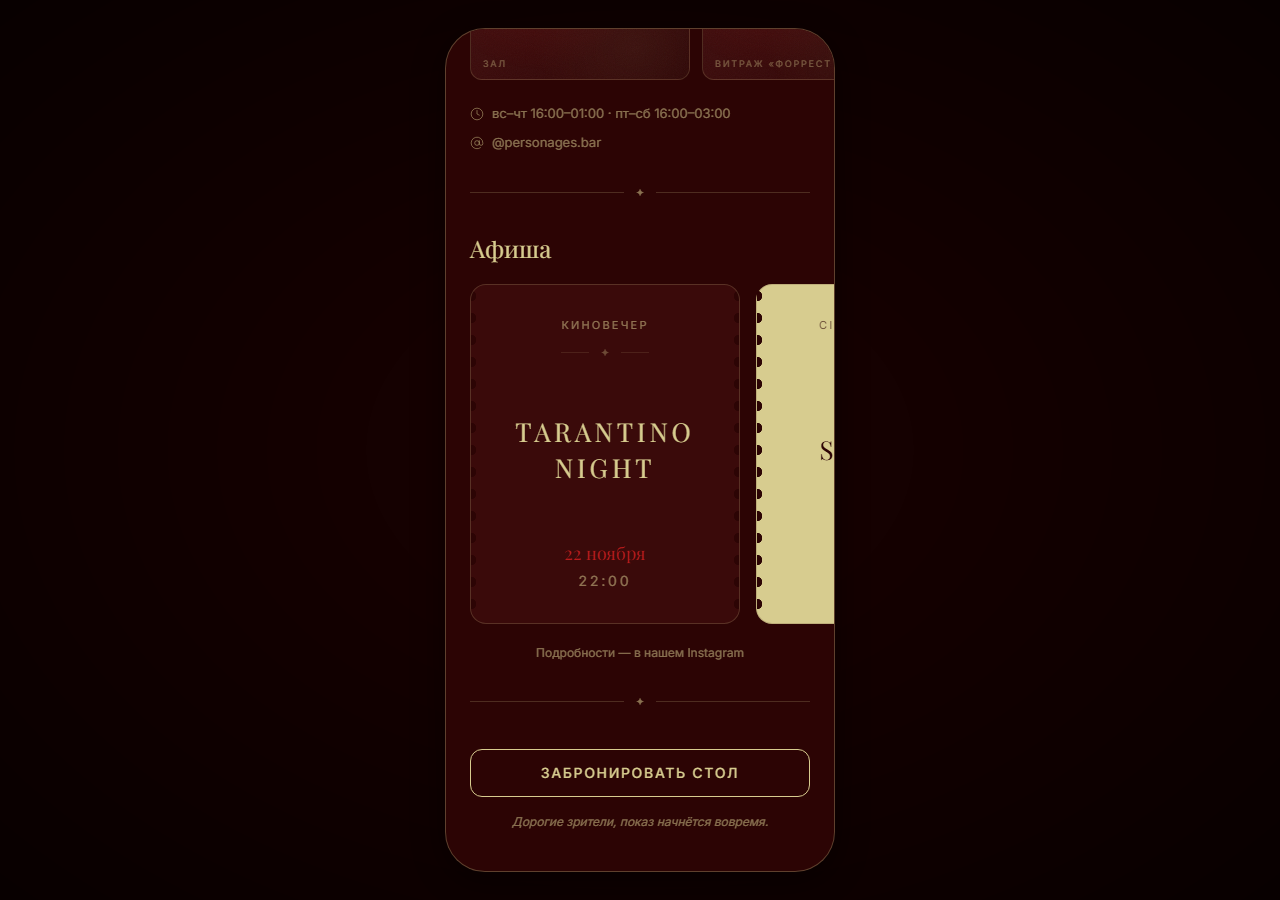 ЗАЛ
ВИТРАЖ «ФОРРЕСТ
вс–чт 16:00–01:00 · пт–сб 16:00–03:00
@personages.bar
Афиша
КИНОВЕЧЕР
TARANTINO
NIGHT
22 ноября
22:00
CI
S
Подробности — в нашем Instagram
ЗАБРОНИРОВАТЬ СТОЛ
Дорогие зрители, показ начнётся вовремя.